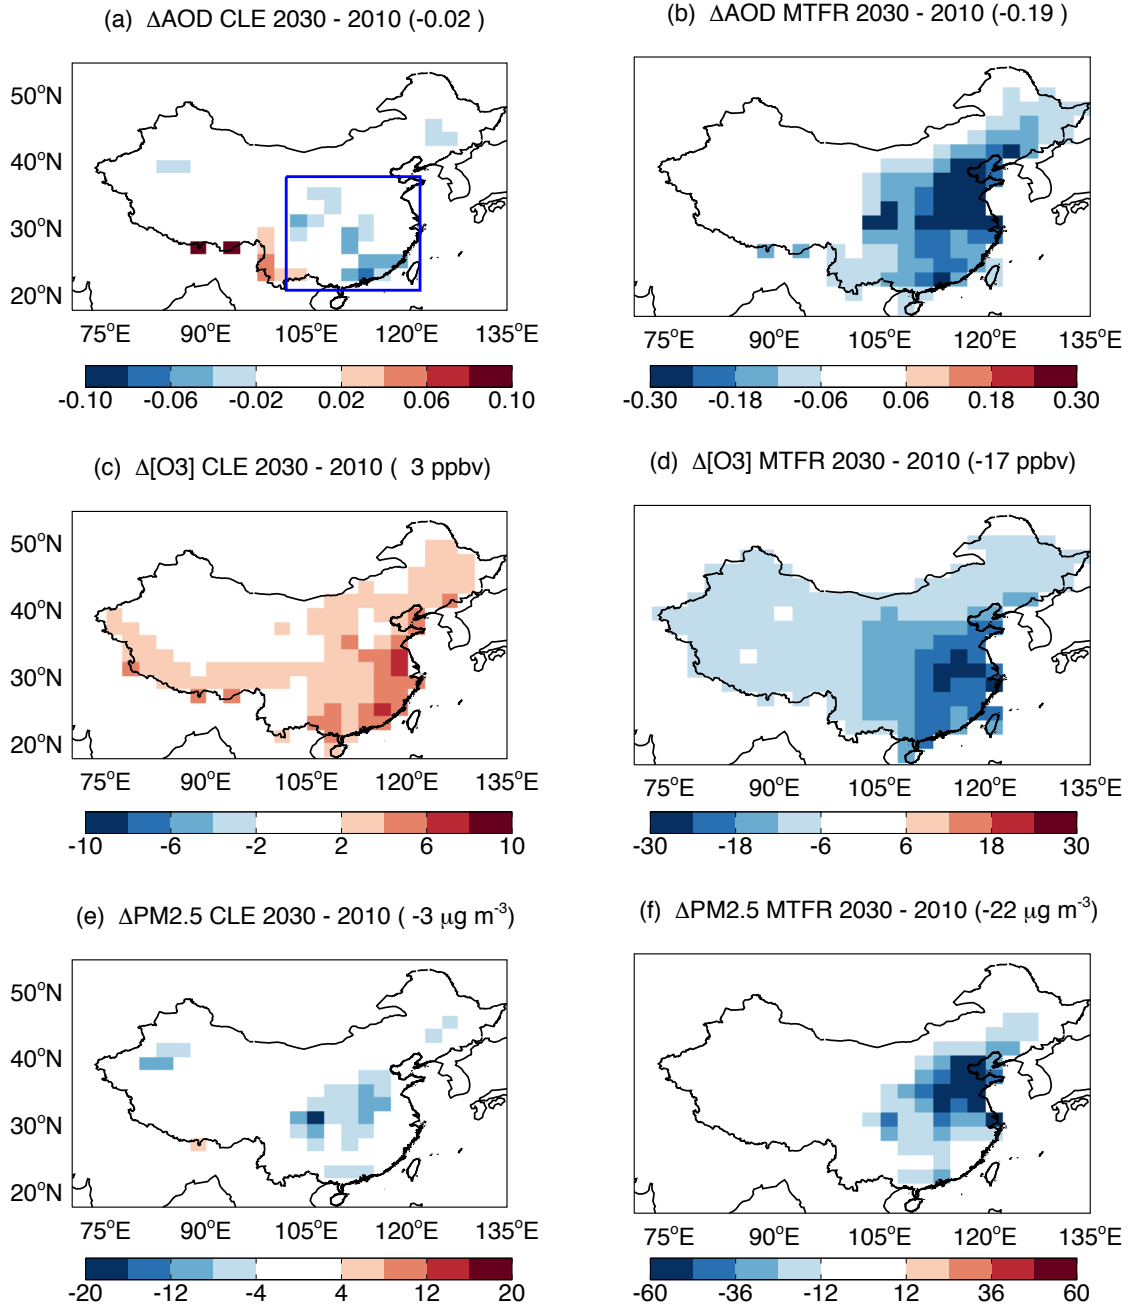 (a) ΔAOD CLE 2030 - 2010 (-0.02 )
(b) ΔAOD MTFR 2030 - 2010 (-0.19 )
50°N
40°N
30°N
20°N
75°E 90°E 105°E 120°E 135°E
75°E 90°E 105°E 120°E 135°E
-0.10 -0.06 -0.02 0.02 0.06 0.10
-0.30 -0.18 -0.06 0.06 0.18 0.30
(c) Δ[O3] CLE 2030 - 2010 ( 3 ppbv)
(d) Δ[O3] MTFR 2030 - 2010 (-17 ppbv)
50°N
40°N
30°N
20°N
75°E 90°E 105°E 120°E 135°E
75°E 90°E 105°E 120°E 135°E
-10 -6 -2 2 6 10
-30 -18 -6 6 18 30
(e) ΔPM2.5 CLE 2030 - 2010 ( -3 μg m⁻³)
(f) ΔPM2.5 MTFR 2030 - 2010 (-22 μg m⁻³)
50°N
40°N
30°N
20°N
75°E 90°E 105°E 120°E 135°E
75°E 90°E 105°E 120°E 135°E
-20 -12 -4 4 12 20
-60 -36 -12 12 36 60